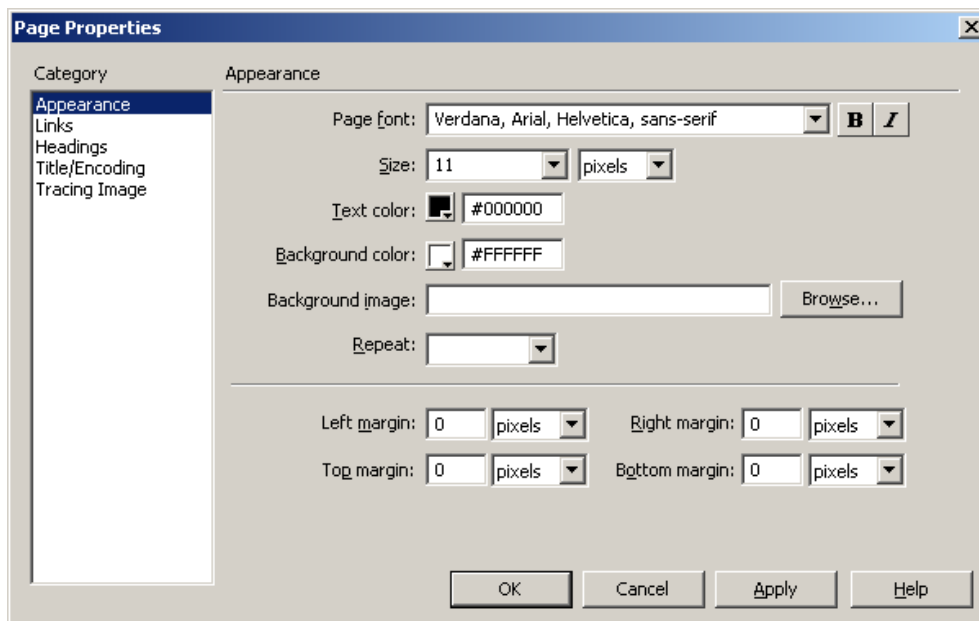 Page Properties
Category
Appearance
Links
Headings
Title/Encoding
Tracing Image
Appearance
Page font: Verdana, Arial, Helvetica, sans-serif B I
Size: 11 pixels
Text color: #000000
Background color: #FFFFFF
Background image: Browse...
Repeat:
Left margin: 0 pixels Right margin: 0 pixels
Top margin: 0 pixels Bottom margin: 0 pixels
OK Cancel Apply Help